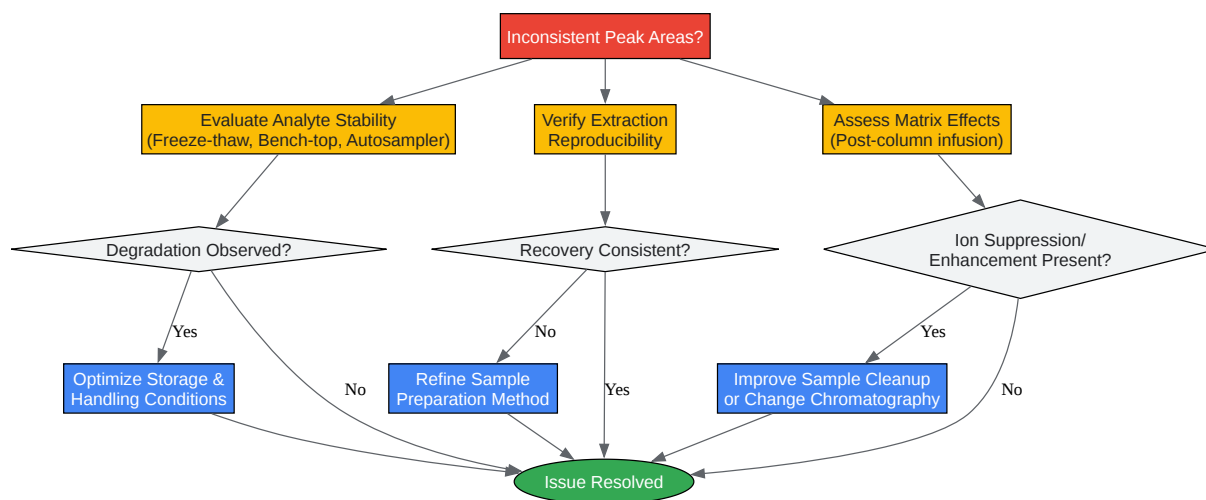 Inconsistent Peak Areas?
Evaluate Analyte Stability
(Freeze-thaw, Bench-top, Autosampler)
Verify Extraction
Reproducibility
Assess Matrix Effects
(Post-column infusion)
Degradation Observed?
Recovery Consistent?
Ion Suppression/
Enhancement Present?
Yes
No
Yes
Optimize Storage &
Handling Conditions
No
Refine Sample
Preparation Method
Yes
Improve Sample Cleanup
or Change Chromatography
No
Issue Resolved